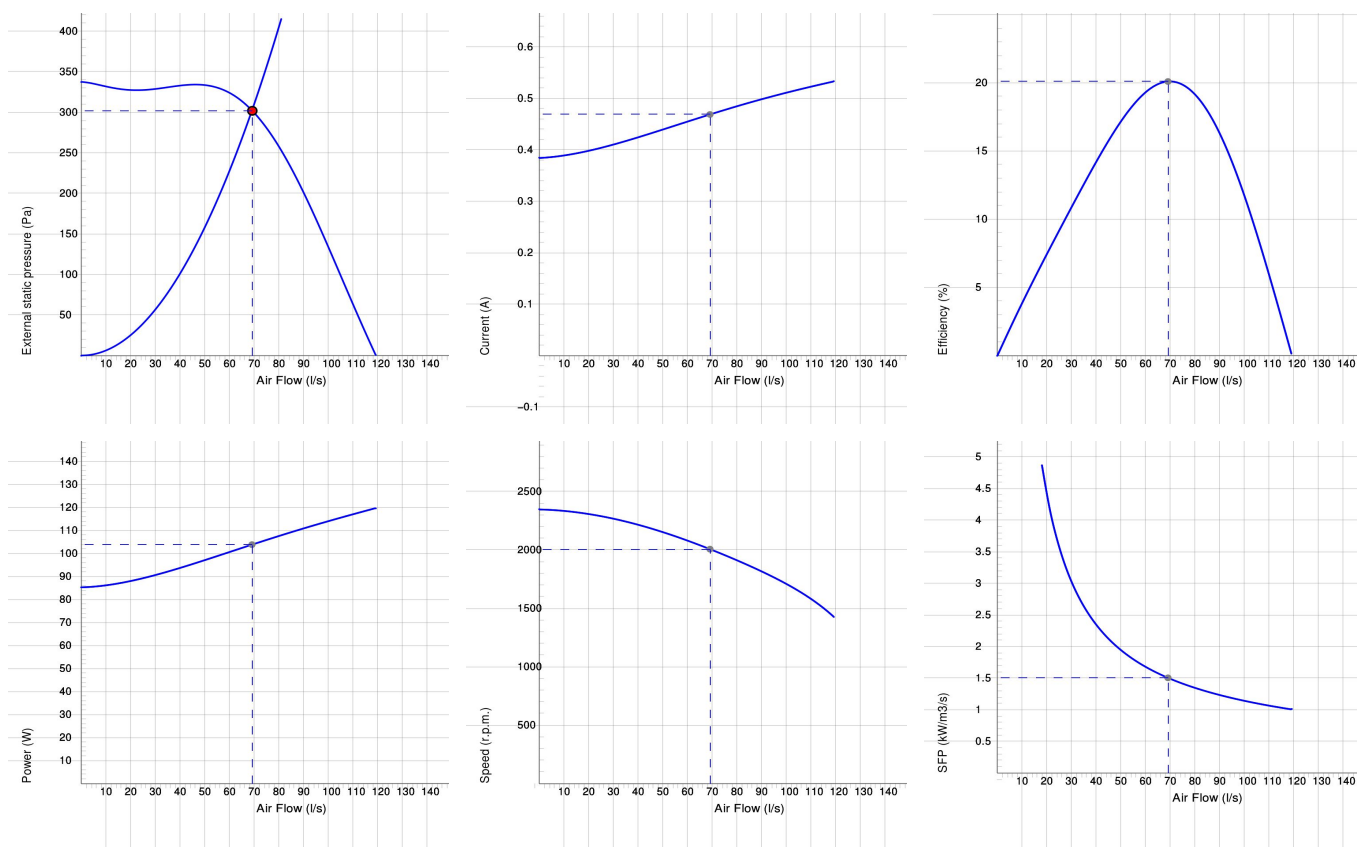 400
350
300
250
200
150
100
50
External static pressure (Pa)
10 20 30 40 50 60 70 80 90 100 110 120 130 140
Air Flow (l/s)
0.6
0.5
0.4
0.3
0.2
0.1
−0.1
Current (A)
10 20 30 40 50 60 70 80 90 100 110 120 130 140
Air Flow (l/s)
20
15
10
5
Efficiency (%)
10 20 30 40 50 60 70 80 90 100 110 120 130 140
Air Flow (l/s)
140
130
120
110
100
90
80
70
60
50
40
30
20
10
Power (W)
10 20 30 40 50 60 70 80 90 100 110 120 130 140
Air Flow (l/s)
2500
2000
1500
1000
500
Speed (r.p.m.)
10 20 30 40 50 60 70 80 90 100 110 120 130 140
Air Flow (l/s)
5
4.5
4
3.5
3
2.5
2
1.5
1
0.5
SFP (kW/m3/s)
10 20 30 40 50 60 70 80 90 100 110 120 130 140
Air Flow (l/s)